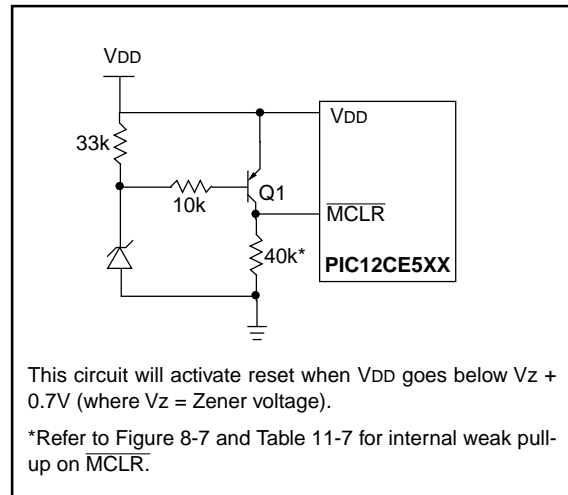 VDD
VDD
33k
Q1
10k
MCLR
40k*
PIC12CE5XX
This circuit will activate reset when VDD goes below Vz +
0.7V (where Vz = Zener voltage).
*Refer to Figure 8-7 and Table 11-7 for internal weak pull-
up on MCLR.